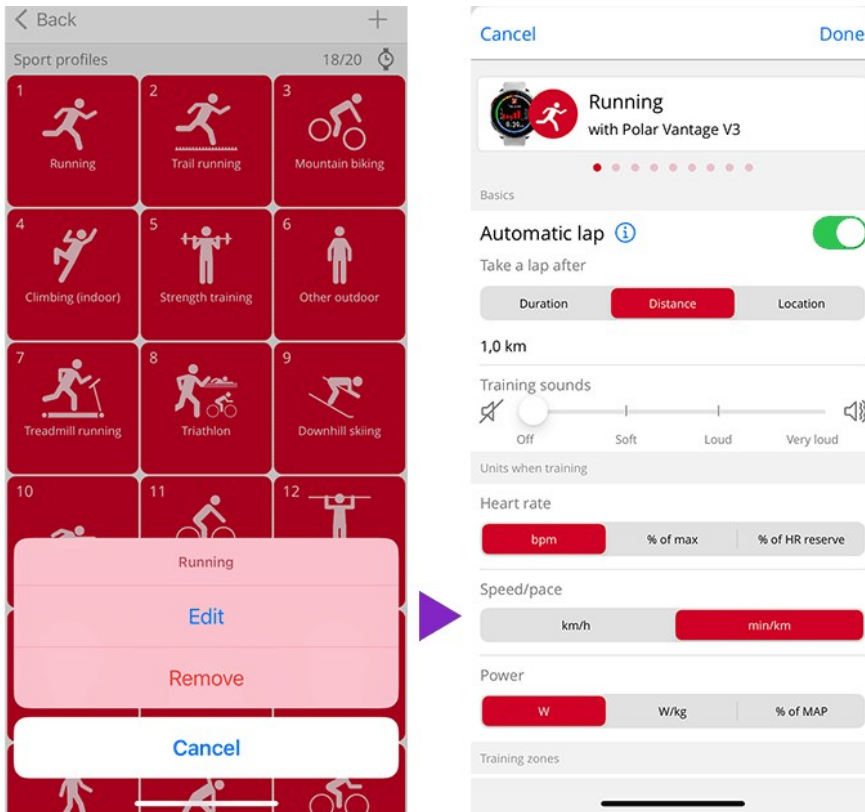 Back
Sport profiles 18/20
1 2 3
Running Trail running Mountain biking
4 5 6
Climbing (indoor) Strength training Other outdoor
7 8 9
Treadmill running Triathlon Downhill skiing
10 11 12
Running
Edit
Remove
Cancel
Cancel Done
Running
with Polar Vantage V3
Basics
Automatic lap
Take a lap after
Duration Distance Location
1,0 km
Training sounds
Off Soft Loud Very loud
Units when training
Heart rate
bpm % of max % of HR reserve
Speed/pace
km/h min/km
Power
W W/kg % of MAP
Training zones